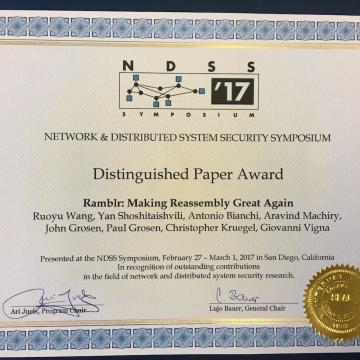 NDSS
'17
SYMPOSIUM
NETWORK & DISTRIBUTED SYSTEM SECURITY SYMPOSIUM
Distinguished Paper Award
Ramblr: Making Reassembly Great Again
Ruoyu Wang, Yan Shoshitaishvili, Antonio Bianchi, Aravind Machiry,
John Grosen, Paul Grosen, Christopher Kruegel, Giovanni Vigna
Presented at the NDSS Symposium, February 27 – March 1, 2017 in San Diego, California
In recognition of outstanding contributions
in the field of network and distributed system security research.
Ari Juels, Program Chair
Lujo Bauer, General Chair
SEAL